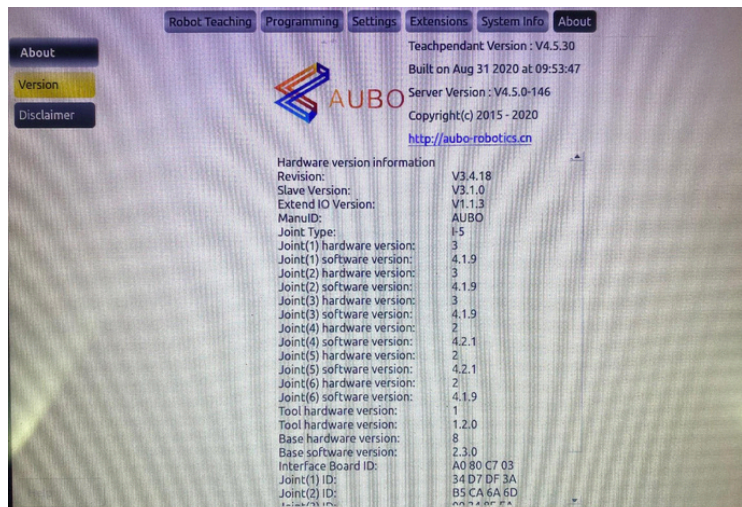 Robot Teaching Programming Settings Extensions System Info About
About
Version
Disclaimer
AUBO
Teachpendant Version : V4.5.30
Built on Aug 31 2020 at 09:53:47
Server Version : V4.5.0-146
Copyright(c) 2015 - 2020
http://aubo-robotics.cn
Hardware version information
Revision: V3.4.18
Slave Version: V3.1.0
Extend IO Version: V1.1.3
ManuID: AUBO
Joint Type: I-5
Joint(1) hardware version: 3
Joint(1) software version: 4.1.9
Joint(2) hardware version: 3
Joint(2) software version: 4.1.9
Joint(3) hardware version: 3
Joint(3) software version: 4.1.9
Joint(4) hardware version: 2
Joint(4) software version: 4.2.1
Joint(5) hardware version: 2
Joint(5) software version: 4.2.1
Joint(6) hardware version: 2
Joint(6) software version: 4.1.9
Tool hardware version: 1
Tool hardware version: 1.2.0
Base hardware version: 8
Base software version: 2.3.0
Interface Board ID: A0 80 C7 03
Joint(1) ID: 34 D7 DF 3A
Joint(2) ID: B5 CA 6A 6D